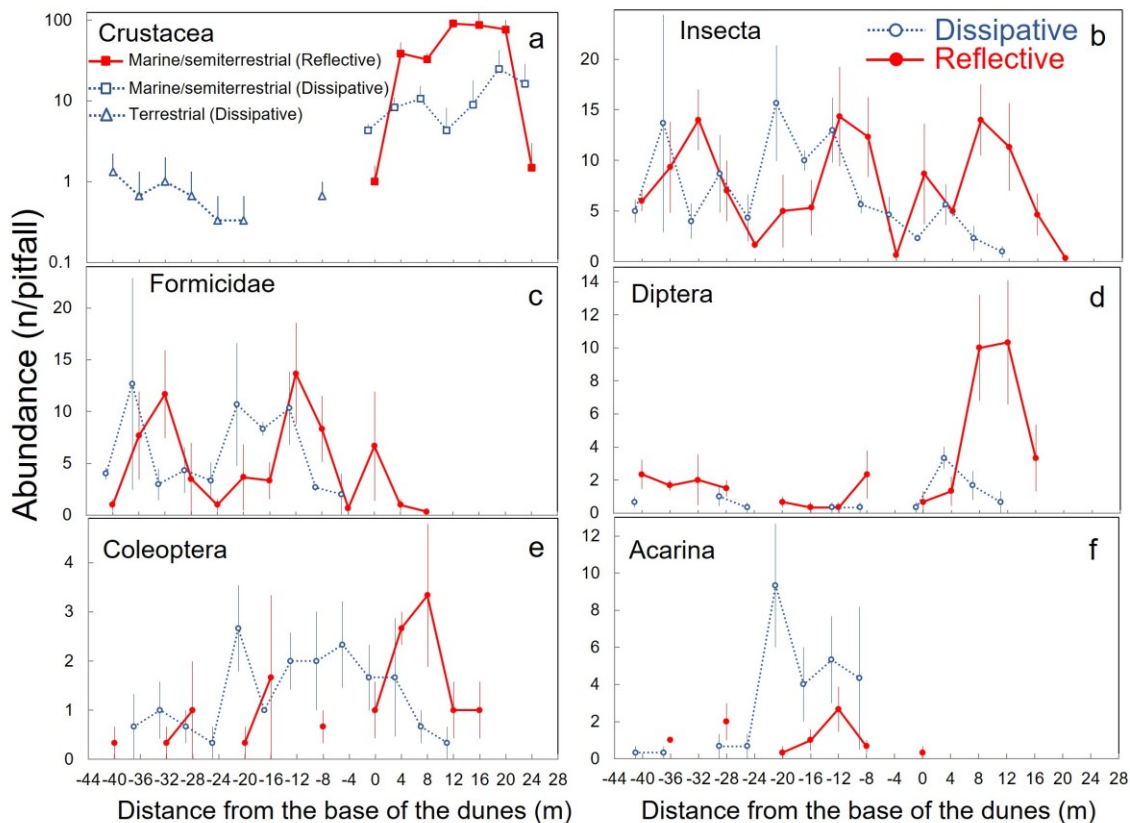 Abundance (n/pitfall)
100
10
1
0.1
Crustacea
a
Marine/semiterrestrial (Reflective)
Marine/semiterrestrial (Dissipative)
Terrestrial (Dissipative)
20
15
10
5
0
Insecta
b
Dissipative
Reflective
20
15
10
5
0
Formicidae
c
14
12
10
8
6
4
2
0
Diptera
d
4
3
2
1
0
Coleoptera
e
-44 -40 -36 -32 -28 -24 -20 -16 -12 -8 -4 0 4 8 12 16 20 24 28
Distance from the base of the dunes (m)
12
10
8
6
4
2
0
Acarina
f
-44 -40 -36 -32 -28 -24 -20 -16 -12 -8 -4 0 4 8 12 16 20 24 28
Distance from the base of the dunes (m)